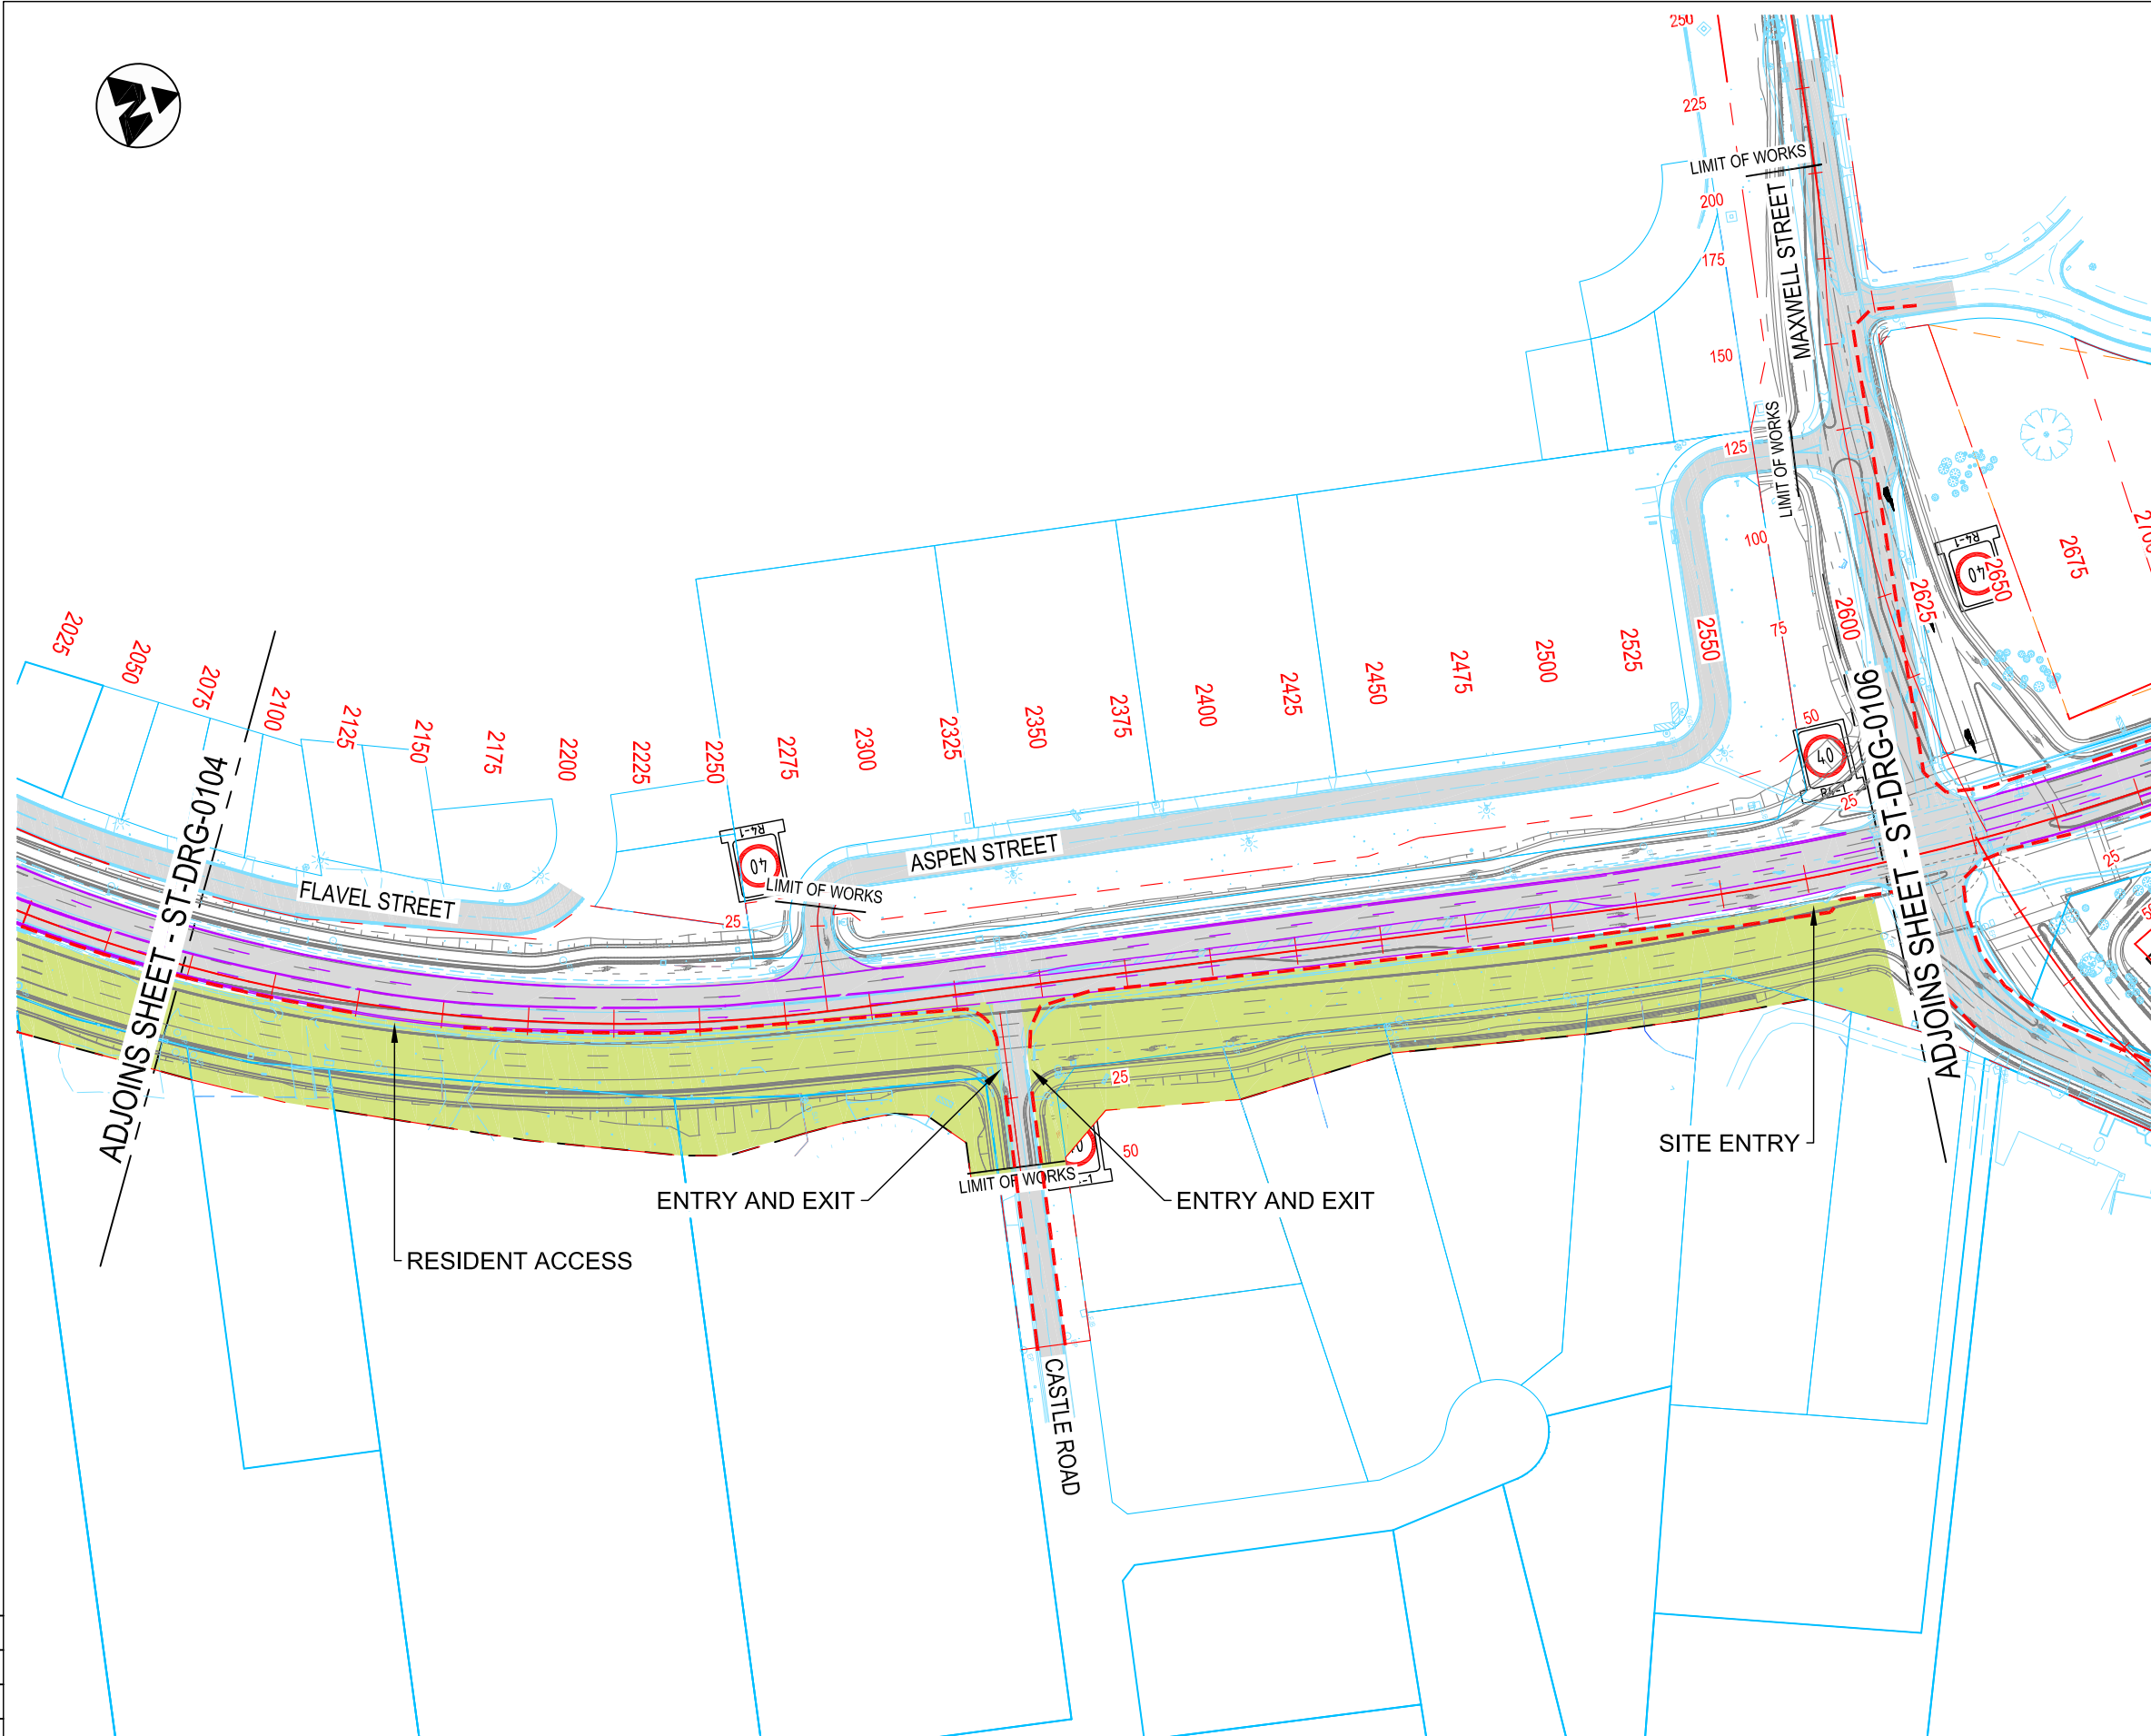 250
225
LIMIT OF WORKS
200
MAXWELL STREET
175
150
LIMIT OF WORKS
125
100
R4-1
40
2025
2050
2075
2100
2125
2150
2175
2200
2225
2250
2275
2300
2325
2350
2375
2400
2425
2450
2475
2500
2525
2550
2600
2625
2650
2675
75
50
40
R4-1
25
ADJOINS SHEET - ST-DRG-0104
FLAVEL STREET
R4-1
40
LIMIT OF WORKS
25
ASPEN STREET
ADJOINS SHEET - ST-DRG-0106
25
25
50
LIMIT OF WORKS
SITE ENTRY
ENTRY AND EXIT
ENTRY AND EXIT
RESIDENT ACCESS
CASTLE ROAD